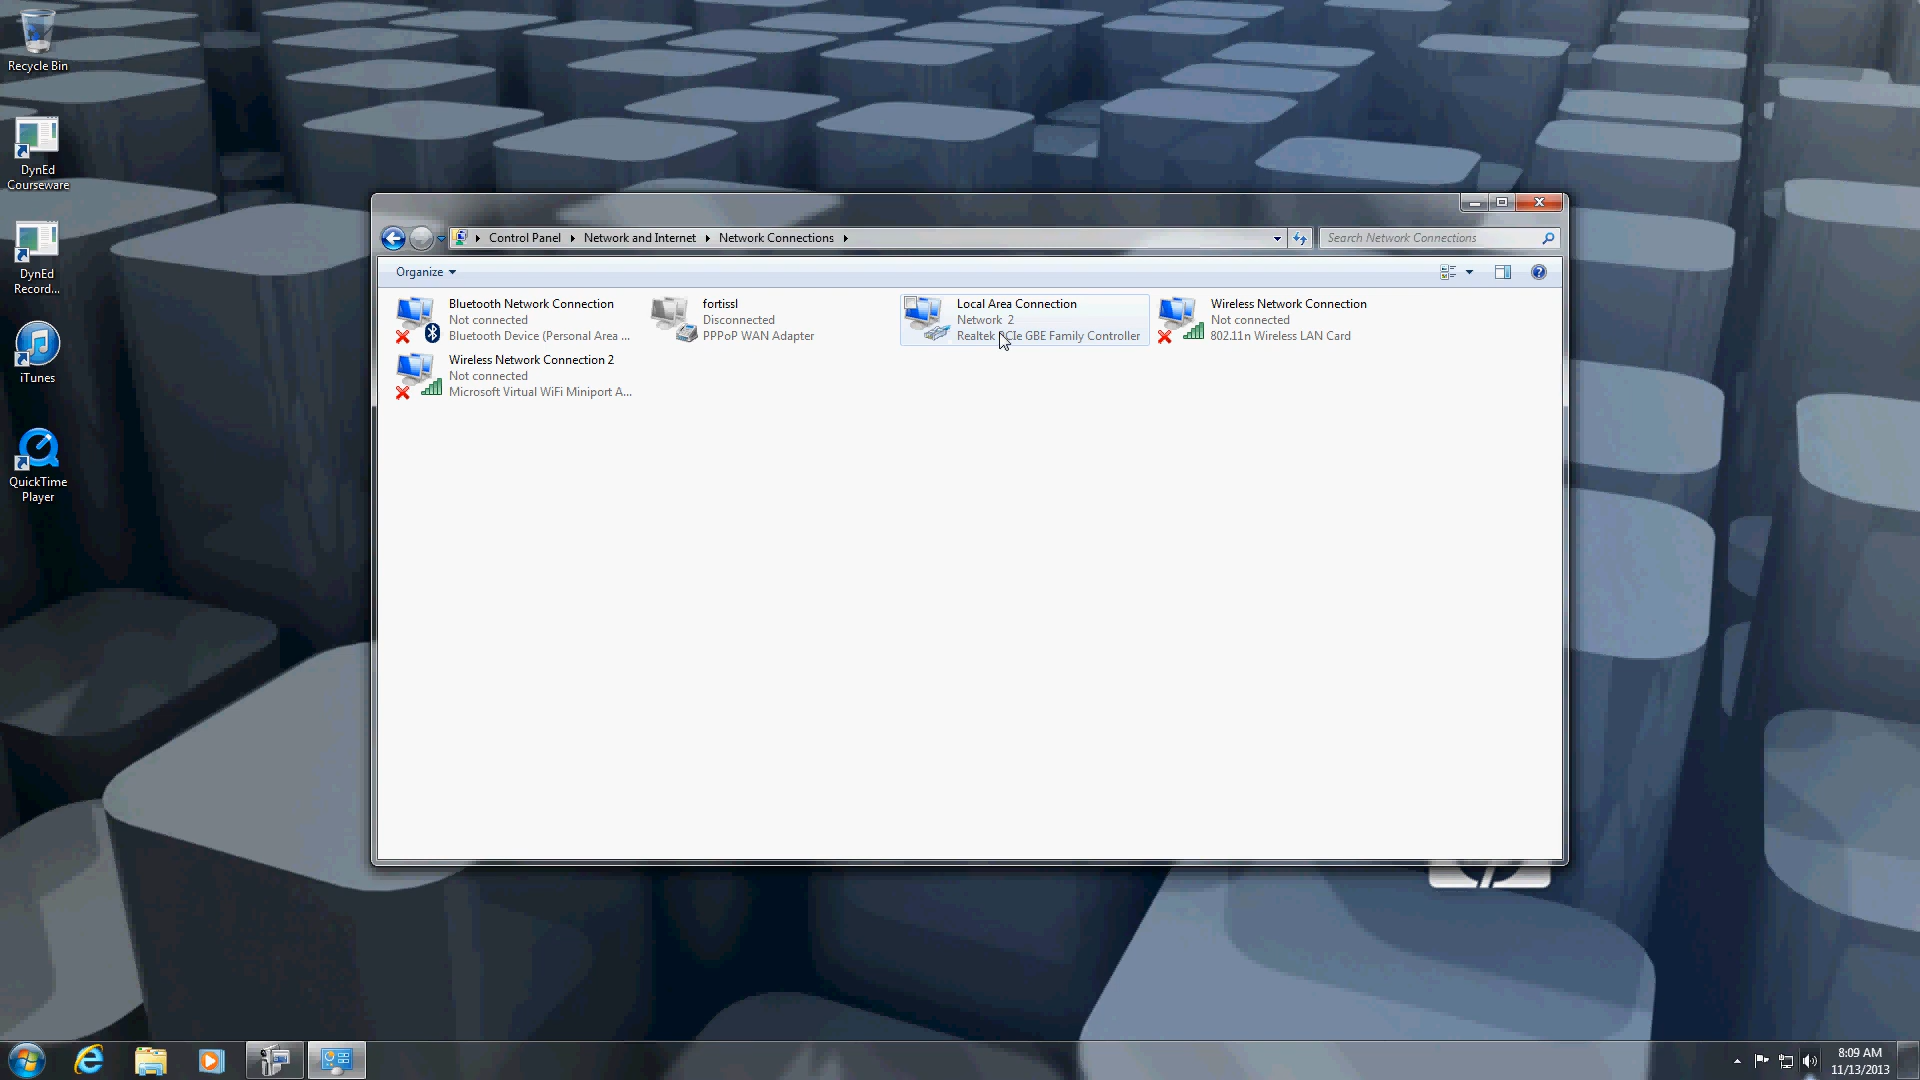 Recycle Bin
DynEd
Courseware
DynEd
Record...
iTunes
QuickTime
Player
Control Panel
Network and Internet
Network Connections
Search Network Connections
Organize
Bluetooth Network Connection
Not connected
Bluetooth Device (Personal Area ...
fortissl
Disconnected
PPPoP WAN Adapter
Local Area Connection
Network 2
Realtek PCIe GBE Family Controller
Wireless Network Connection
Not connected
802.11n Wireless LAN Card
Wireless Network Connection 2
Not connected
Microsoft Virtual WiFi Miniport A...
8:09 AM
11/13/2013